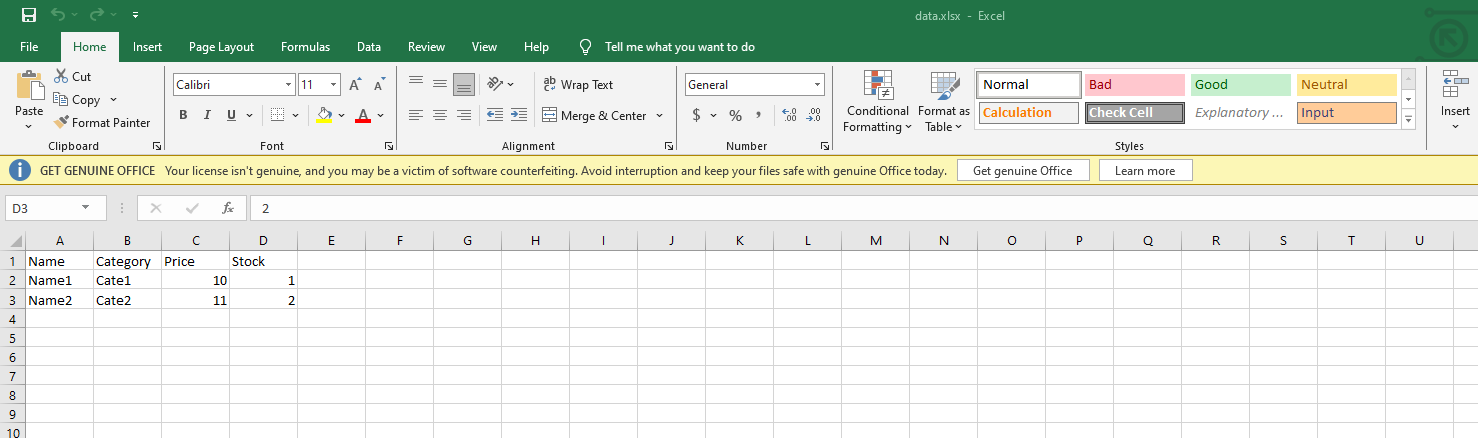 data.xlsx - Excel
File Home Insert Page Layout Formulas Data Review View Help Tell me what you want to do
Paste
Cut
Copy
Format Painter
Clipboard
Calibri 11
A A
B I U A
Font
ab Wrap Text
Merge & Center
Alignment
General
$ % , .00 .0
Number
Conditional Formatting
Format as Table
Normal Bad Good Neutral
Calculation Check Cell Explanatory ... Input
Styles
Insert
GET GENUINE OFFICE Your license isn't genuine, and you may be a victim of software counterfeiting. Avoid interruption and keep your files safe with genuine Office today. Get genuine Office Learn more
D3 fx 2
A B C D E F G H I J K L M N O P Q R S T U
1 Name Category Price Stock
2 Name1 Cate1 10 1
3 Name2 Cate2 11 2
4
5
6
7
8
9
10